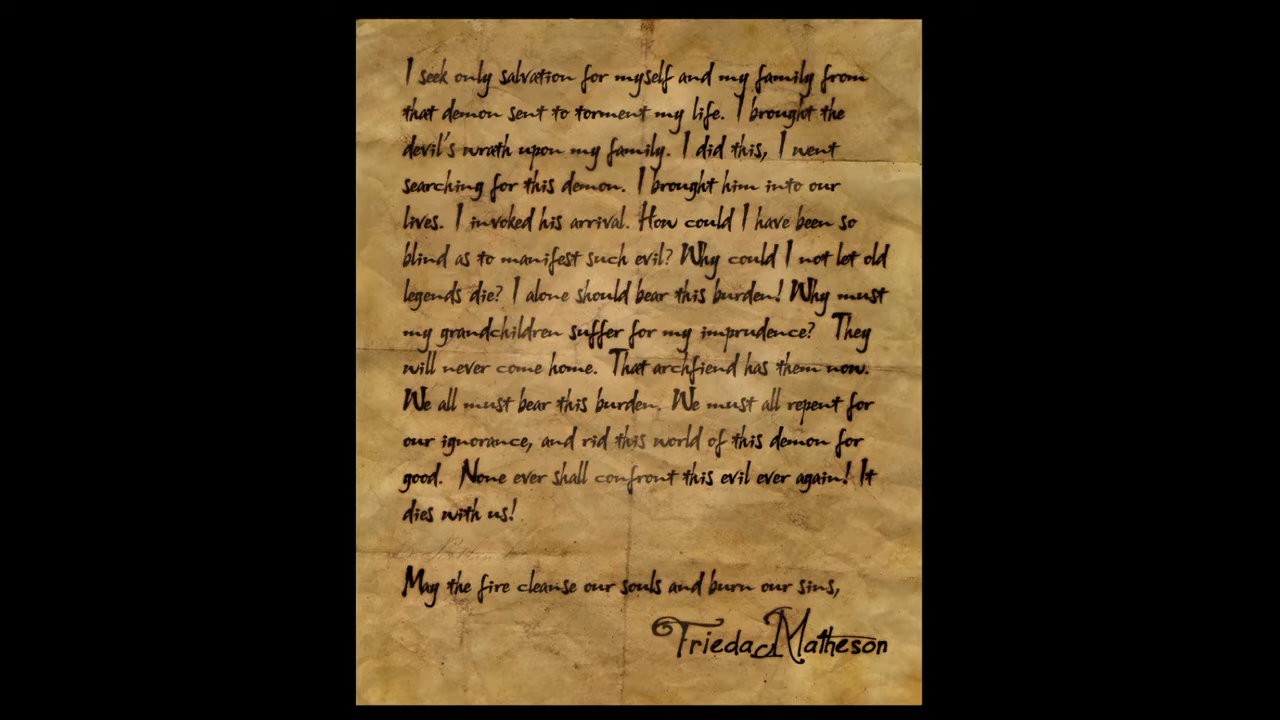 I seek only salvation for myself and my family from
that demon sent to torment my life. I brought the
devil's wrath upon my family. I did this, I went
searching for this demon. I brought him into our
lives. I invoked his arrival. How could I have been so
blind as to manifest such evil? Why could I not let old
legends die? I alone should bear this burden! Why must
my grandchildren suffer for my imprudence? They
will never come home. That archfiend has them now.
We all must bear this burden. We must all repent for
our ignorance, and rid this world of this demon for
good. None ever shall confront this evil ever again! It
dies with us!
May the fire cleanse our souls and burn our sins,
Frieda Matheson